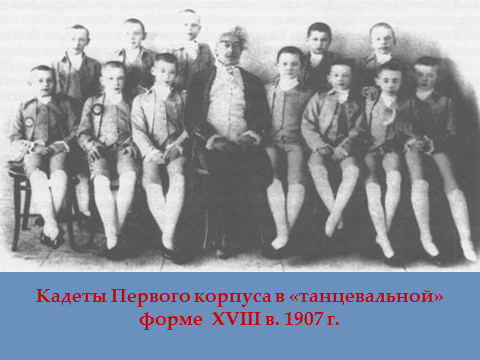 Кадеты Первого корпуса в «танцевальной»
форме XVIII в. 1907 г.